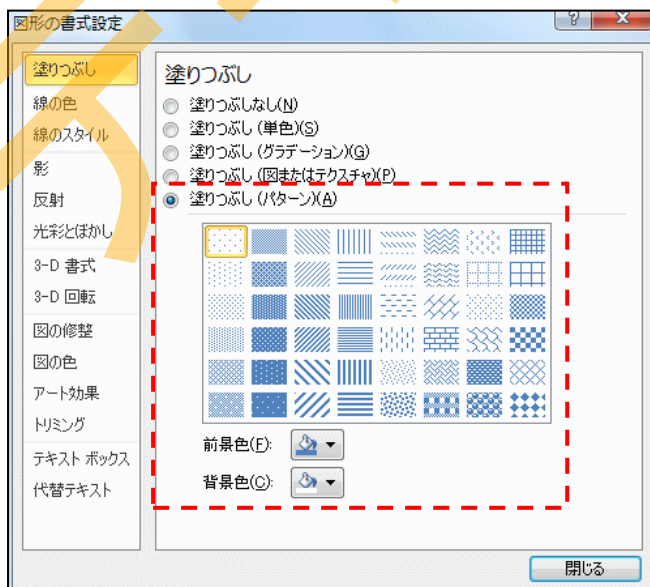 図形の書式設定
塗りつぶし
線の色
線のスタイル
影
反射
光彩とぼかし
3-D 書式
3-D 回転
図の修整
図の色
アート効果
トリミング
テキスト ボックス
代替テキスト
塗りつぶし
塗りつぶしなし(N)
塗りつぶし (単色)(S)
塗りつぶし (グラデーション)(G)
塗りつぶし (図またはテクスチャ)(P)
塗りつぶし (パターン)(A)
前景色(F):
背景色(C):
閉じる